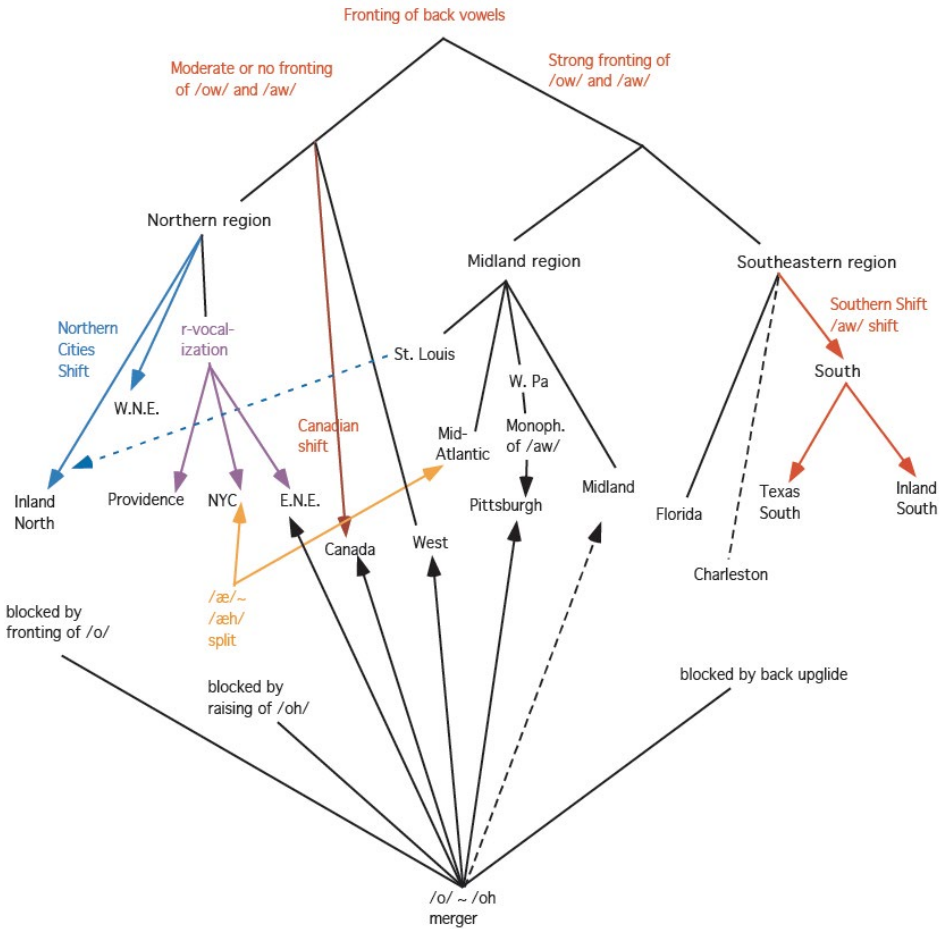 Fronting of back vowels
Moderate or no fronting
of /ow/ and /aw/
Strong fronting of
/ow/ and /aw/
Northern region
Midland region
Southeastern region
Northern
Cities
Shift
r-vocal-
ization
St. Louis
Southern Shift
/aw/ shift
South
W. Pa
W.N.E.
Canadian
shift
Mid-
Atlantic
Monoph.
of /aw/
Inland
North
Providence
NYC
E.N.E.
Pittsburgh
Midland
Florida
Texas
South
Inland
South
Canada
West
Charleston
/æ/~
/æh/
split
blocked by
fronting of /o/
blocked by
raising of /oh/
blocked by back upglide
/o/ ~ /oh
merger